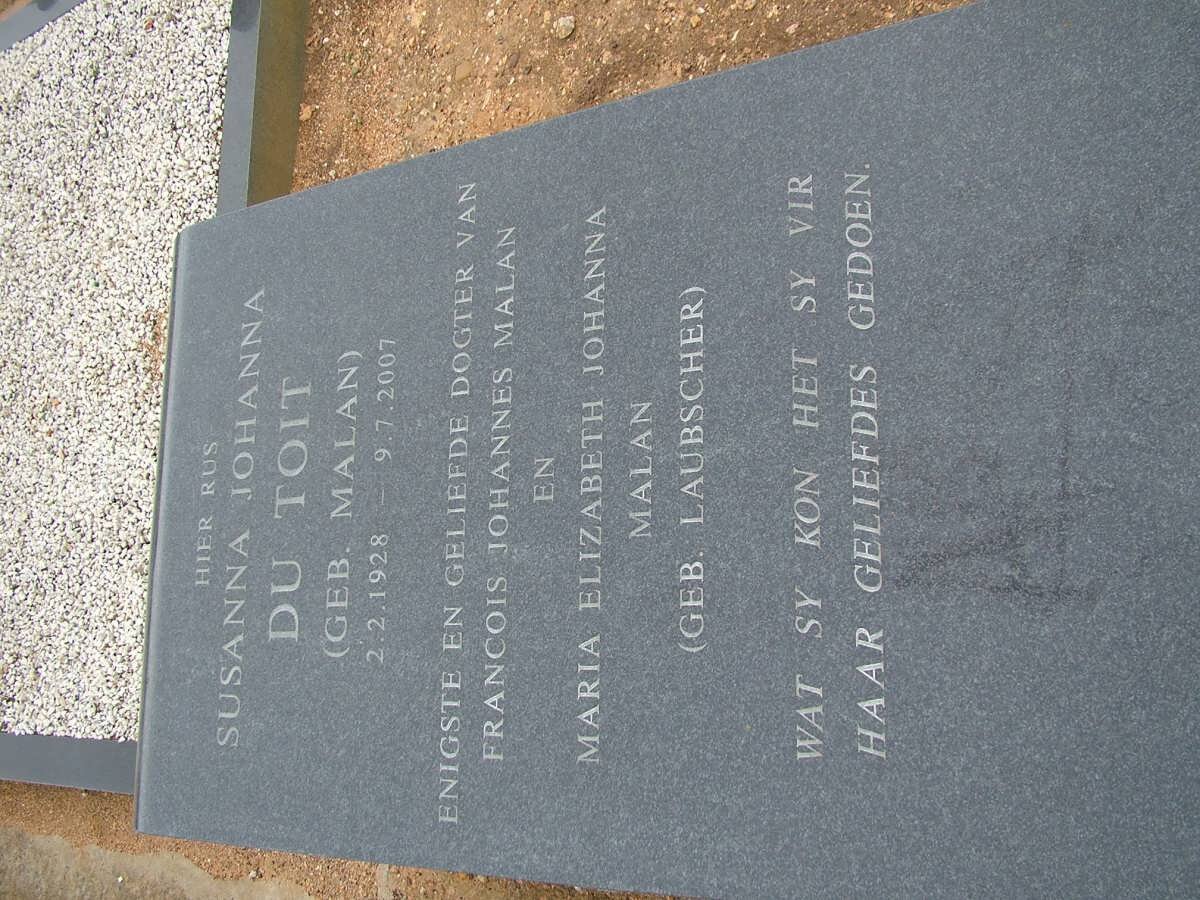 HIER RUS
SUSANNA JOHANNA
DU TOIT
(GEB. MALAN)
2.2.1928 – 9.7.2007
ENIGSTE EN GELIEFDE DOGTER VAN
FRANCOIS JOHANNES MALAN
EN
MARIA ELIZABETH JOHANNA
MALAN
(GEB. LAUBSCHER)
WAT SY KON HET SY VIR
HAAR GELIEFDES GEDOEN.